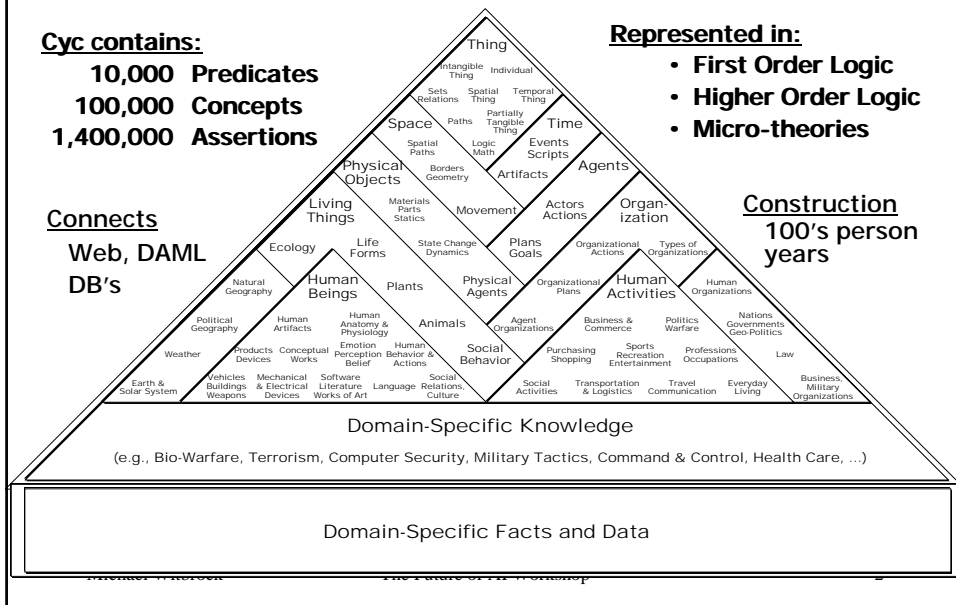 Cyc contains:
10,000 Predicates
100,000 Concepts
1,400,000 Assertions
Represented in:
• First Order Logic
• Higher Order Logic
• Micro-theories
Connects
Web, DAML
DB's
Construction
100's person
years
Thing
Intangible
Thing
Individual
Sets
Relations
Spatial
Thing
Temporal
Thing
Space
Paths
Partially
Tangible
Thing
Time
Spatial
Paths
Logic
Math
Events
Scripts
Physical
Objects
Borders
Geometry
Artifacts
Agents
Living
Things
Materials
Parts
Statics
Movement
Actors
Actions
Organ-
ization
Ecology
Life
Forms
State Change
Dynamics
Plans
Goals
Organizational
Actions
Types of
Organizations
Natural
Geography
Human
Beings
Plants
Physical
Agents
Organizational
Plans
Human
Activities
Human
Organizations
Political
Geography
Human
Artifacts
Human
Anatomy &
Physiology
Animals
Agent
Organizations
Business &
Commerce
Politics
Warfare
Nations
Governments
Geo-Politics
Weather
Products
Devices
Conceptual
Works
Emotion
Perception
Belief
Human
Behavior &
Actions
Social
Behavior
Purchasing
Shopping
Sports
Recreation
Entertainment
Professions
Occupations
Law
Earth &
Solar System
Vehicles
Buildings
Weapons
Mechanical
& Electrical
Devices
Software
Literature
Works of Art
Language
Social
Relations,
Culture
Social
Activities
Transportation
& Logistics
Travel
Communication
Everyday
Living
Business,
Military
Organizations
Domain-Specific Knowledge
(e.g., Bio-Warfare, Terrorism, Computer Security, Military Tactics, Command & Control, Health Care, ...)
Domain-Specific Facts and Data
Michael Witbrock
The Future of AI Workshop
2